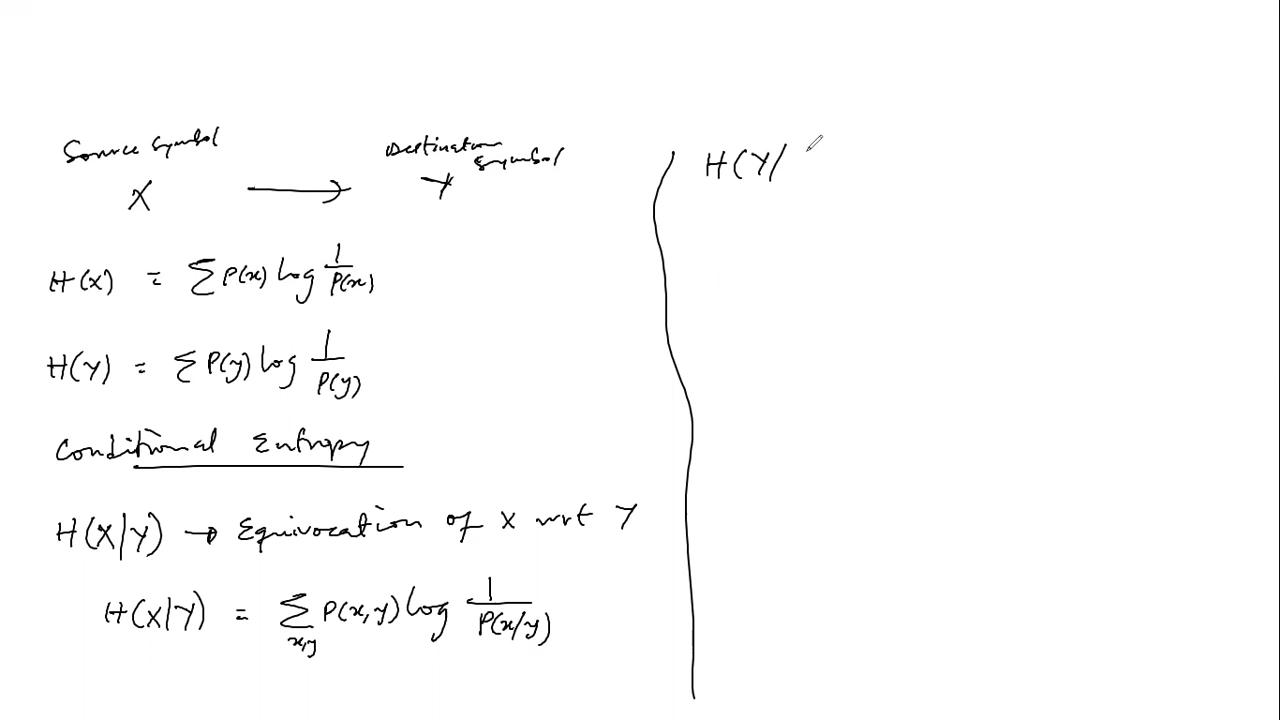 Source symbol
Destination symbol
X → Y
H(X) = ∑ P(x) log 1/P(x)
H(Y) = ∑ P(y) log 1/P(y)
Conditional Entropy
H(X|Y) → Equivocation of X wrt Y
H(X|Y) = ∑x,y P(x,y) log 1/P(x/y)
H(Y/